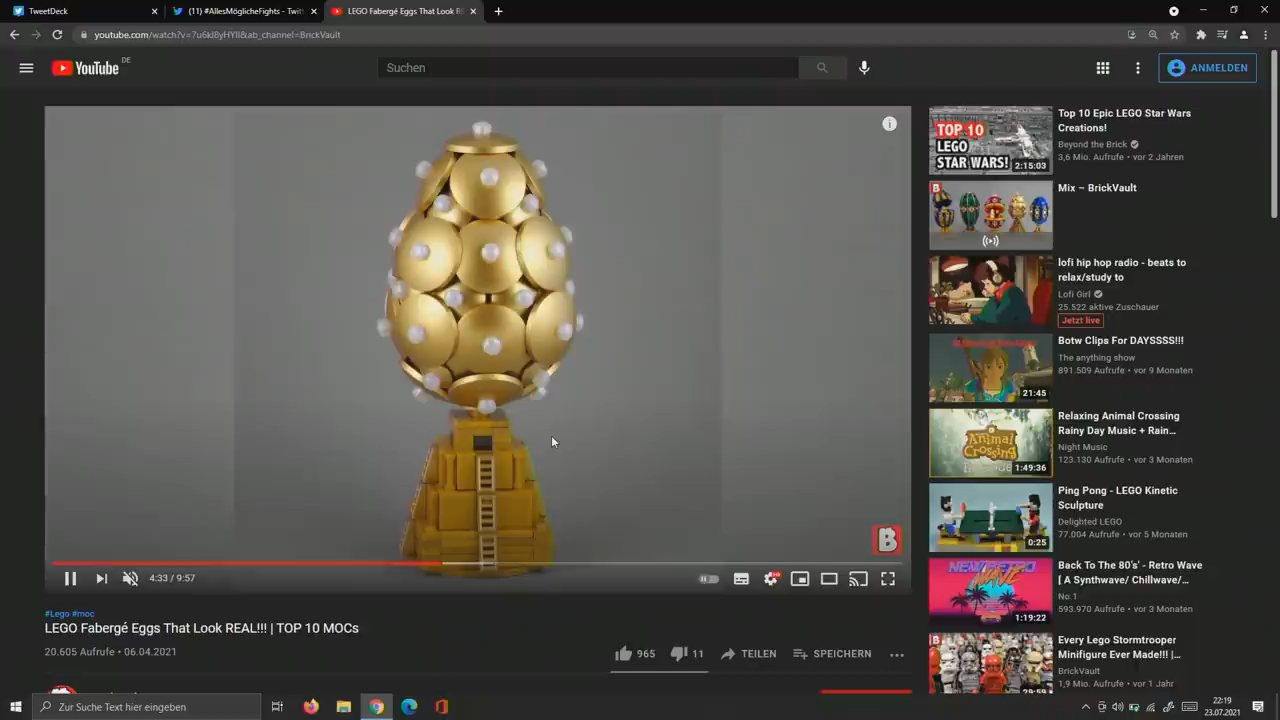 TweetDeck
(11) #AllesMöglicheFights - Twitt
LEGO Fabergé Eggs That Look RE
youtube.com/watch?v=7u6kI8yHYlI&ab_channel=BrickVault
YouTube DE
Suchen
ANMELDEN
TOP 10
LEGO
STAR WARS!
2:15:03
Top 10 Epic LEGO Star Wars
Creations!
Beyond the Brick
3,6 Mio. Aufrufe • vor 2 Jahren
B
Mix – BrickVault
lofi hip hop radio - beats to
relax/study to
Lofi Girl
25.522 aktive Zuschauer
Jetzt live
21:45
Botw Clips For DAYSSSS!!!
The anything show
891.509 Aufrufe • vor 9 Monaten
Animal
Crossing
1:49:36
Relaxing Animal Crossing
Rainy Day Music + Rain...
Night Music
123.130 Aufrufe • vor 3 Monaten
0:25
Ping Pong - LEGO Kinetic
Sculpture
Delighted LEGO
77.004 Aufrufe • vor 5 Monaten
NEW RETRO
WAVE
1:19:22
Back To The 80's' - Retro Wave
[ A Synthwave/ Chillwave/...
No.1
593.970 Aufrufe • vor 3 Monaten
B
29:59
Every Lego Stormtrooper
Minifigure Ever Made!!! |...
BrickVault
1,9 Mio. Aufrufe • vor 1 Jahr
B
4:33 / 9:57
#Lego #moc
LEGO Fabergé Eggs That Look REAL!!! | TOP 10 MOCs
20.605 Aufrufe • 06.04.2021
965
11
TEILEN
SPEICHERN
Zur Suche Text hier eingeben
22:19
23.07.2021